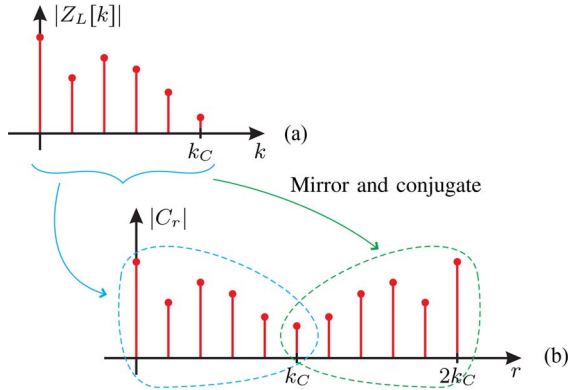 |Z_L[k]|
k_C
k
(a)
Mirror and conjugate
|C_r|
k_C
2k_C
r
(b)